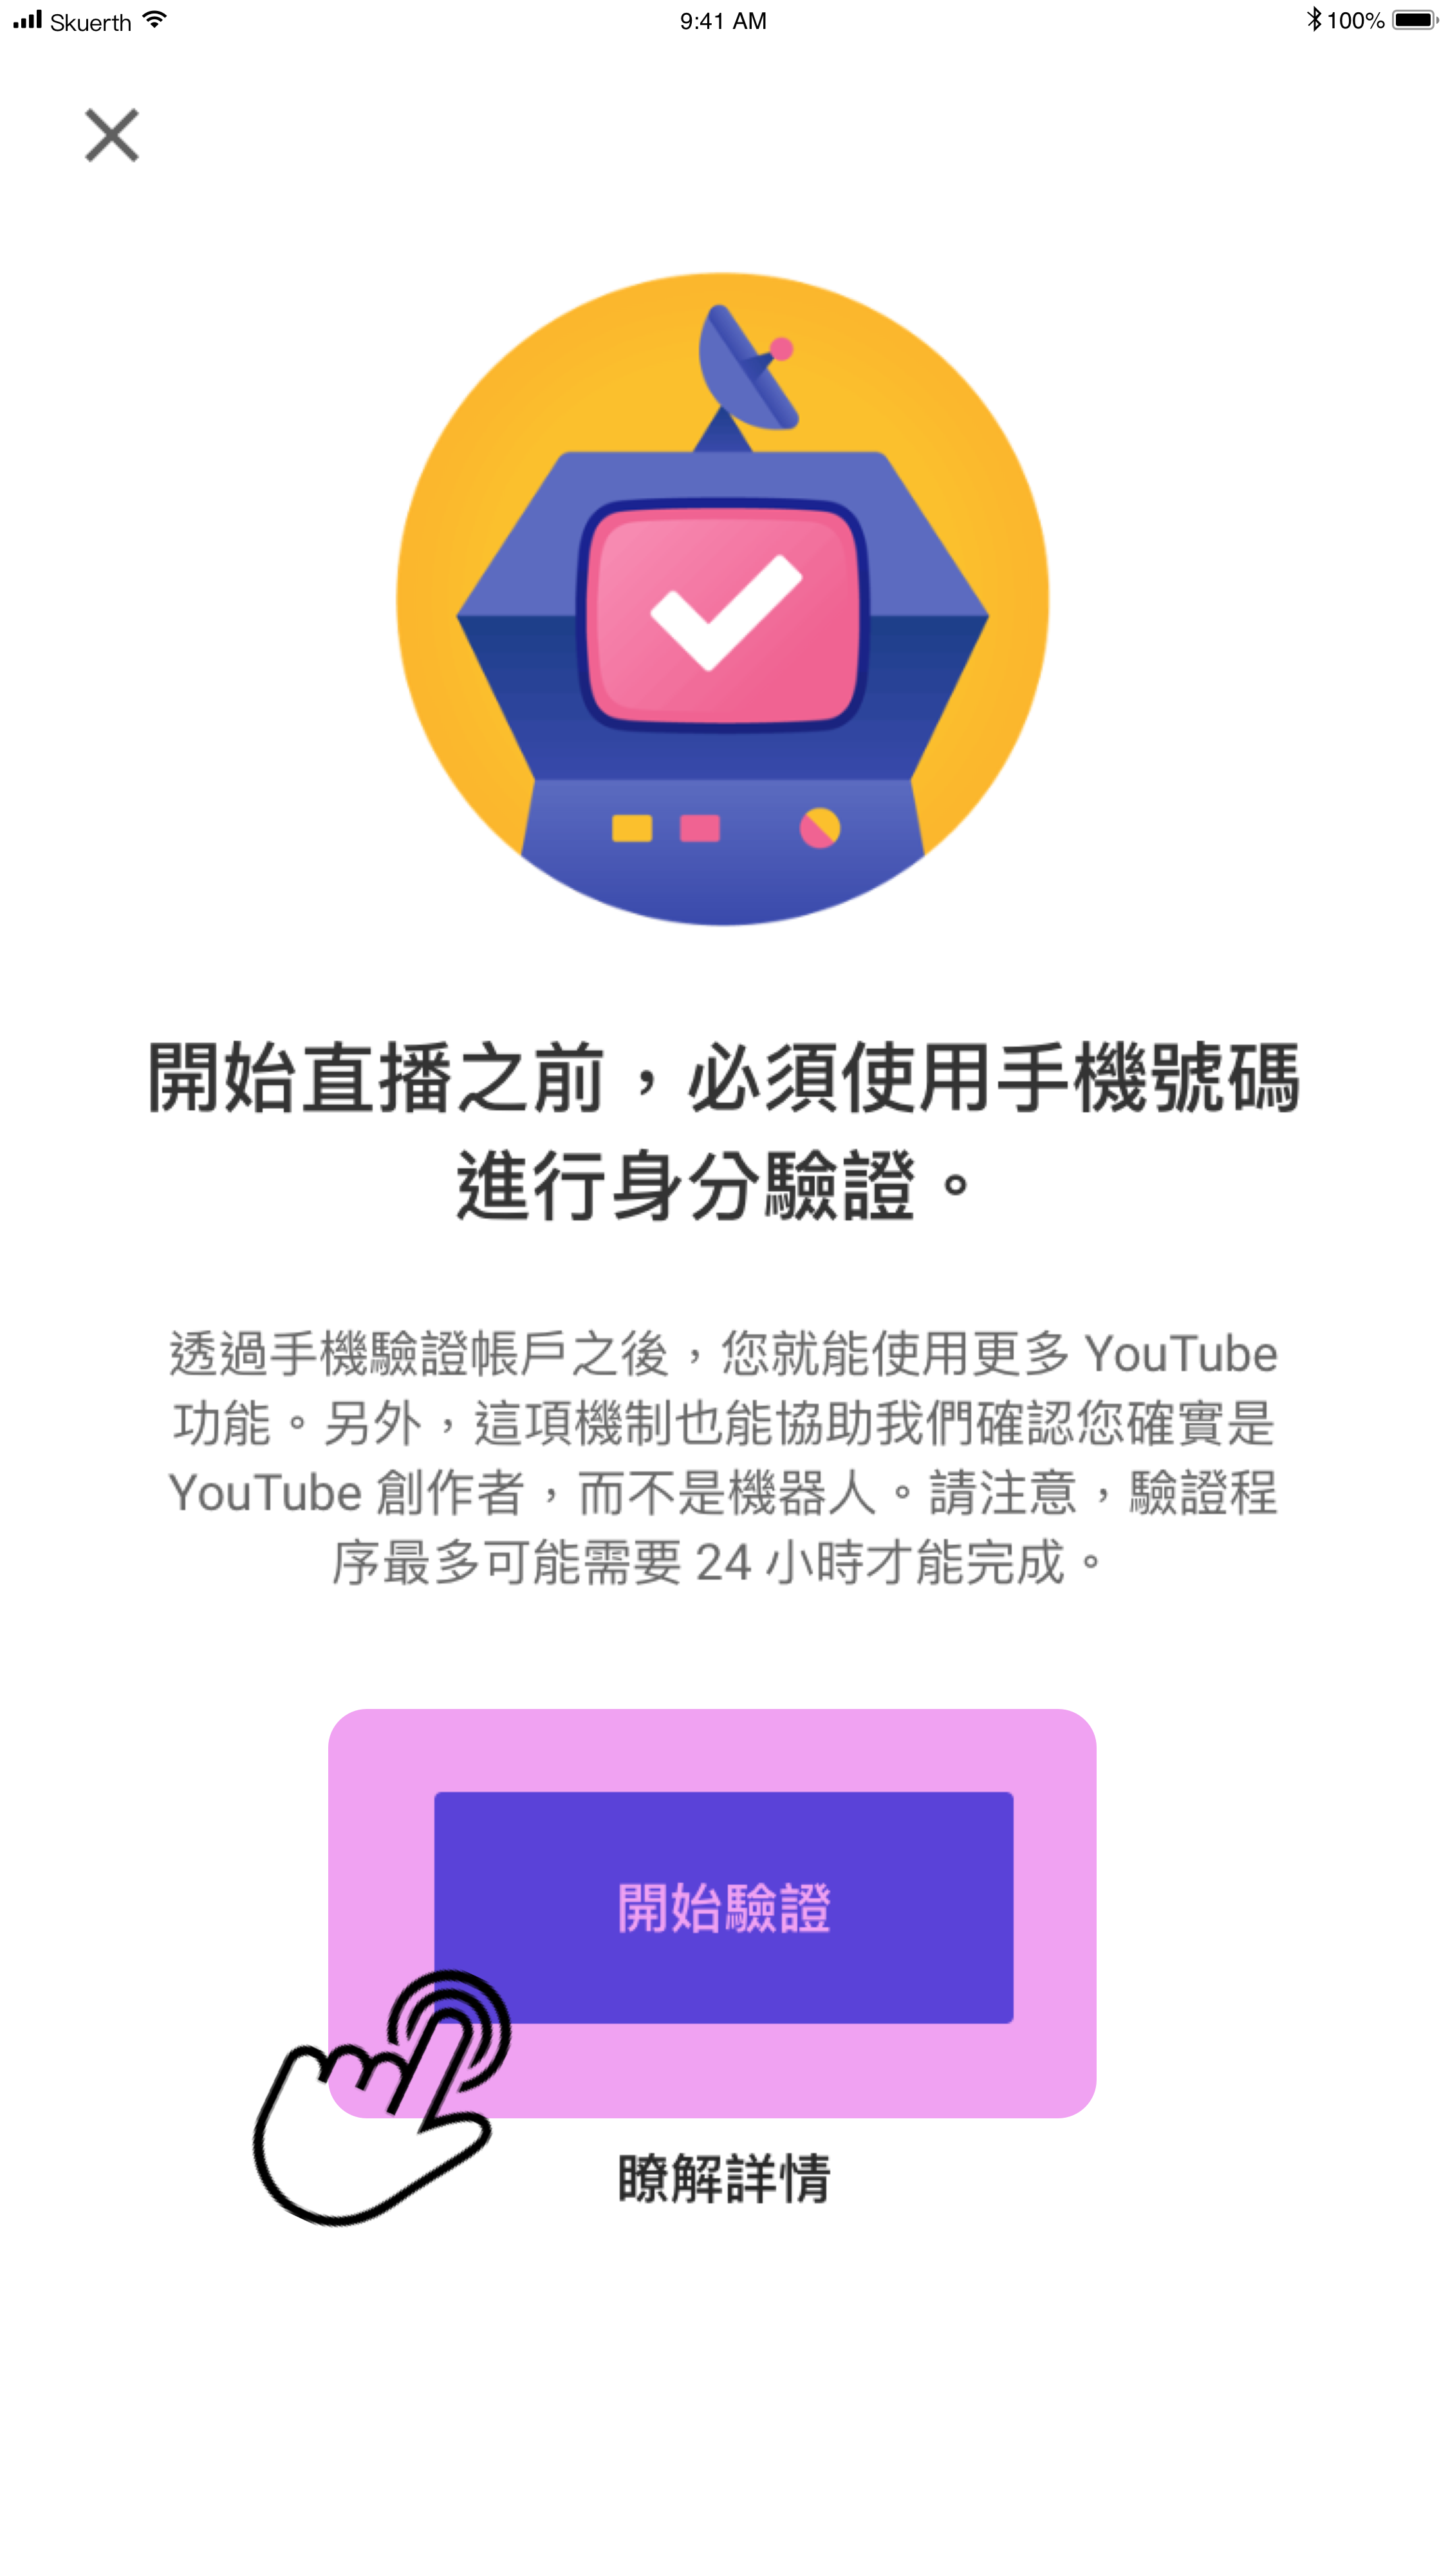 Skuerth 9:41 AM 100%
開始直播之前，必須使用手機號碼
進行身分驗證。
透過手機驗證帳戶之後，您就能使用更多 YouTube
功能。另外，這項機制也能協助我們確認您確實是
YouTube 創作者，而不是機器人。請注意，驗證程
序最多可能需要 24 小時才能完成。
開始驗證
瞭解詳情